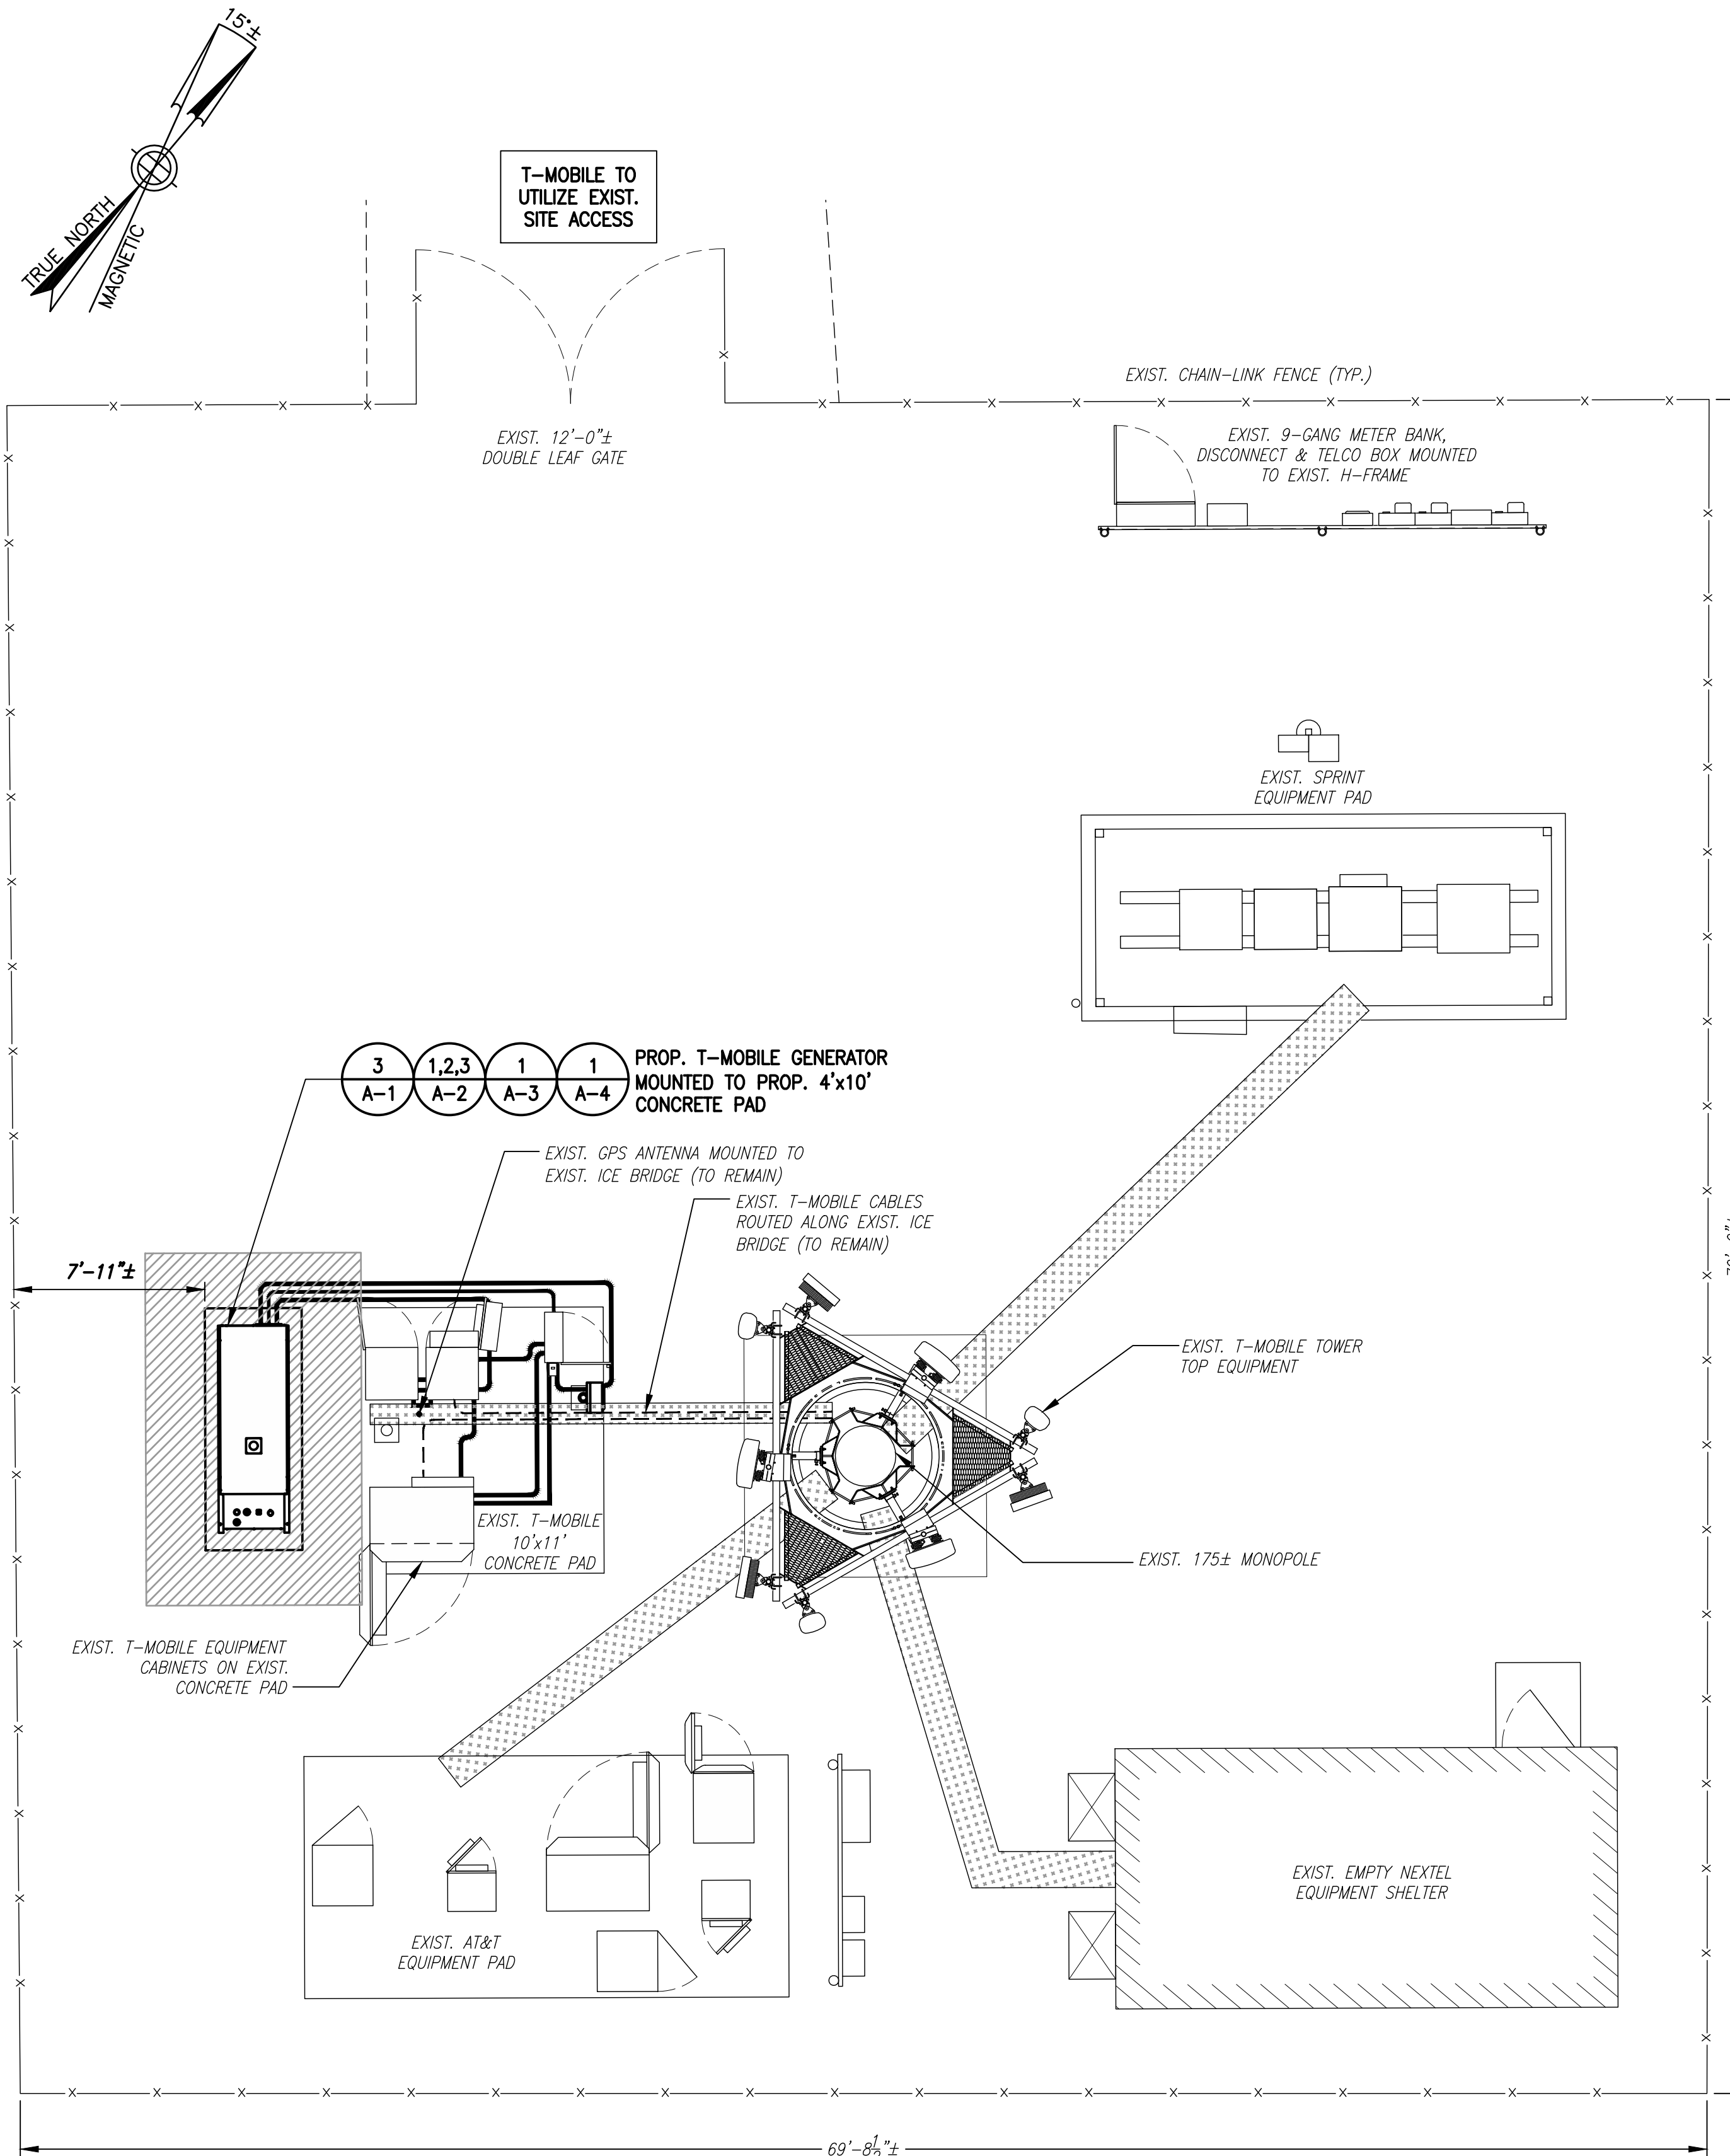 15°±
TRUE NORTH
MAGNETIC
T-MOBILE TO
UTILIZE EXIST.
SITE ACCESS
EXIST. CHAIN-LINK FENCE (TYP.)
EXIST. 12'-0"±
DOUBLE LEAF GATE
EXIST. 9-GANG METER BANK,
DISCONNECT & TELCO BOX MOUNTED
TO EXIST. H-FRAME
EXIST. SPRINT
EQUIPMENT PAD
3
A-1
1,2,3
A-2
1
A-3
1
A-4
PROP. T-MOBILE GENERATOR
MOUNTED TO PROP. 4'x10'
CONCRETE PAD
EXIST. GPS ANTENNA MOUNTED TO
EXIST. ICE BRIDGE (TO REMAIN)
EXIST. T-MOBILE CABLES
ROUTED ALONG EXIST. ICE
BRIDGE (TO REMAIN)
7'-11"±
EXIST. T-MOBILE TOWER
TOP EQUIPMENT
EXIST. T-MOBILE
10'x11'
CONCRETE PAD
EXIST. 175± MONOPOLE
EXIST. T-MOBILE EQUIPMENT
CABINETS ON EXIST.
CONCRETE PAD
EXIST. EMPTY NEXTEL
EQUIPMENT SHELTER
EXIST. AT&T
EQUIPMENT PAD
69'-8½"±